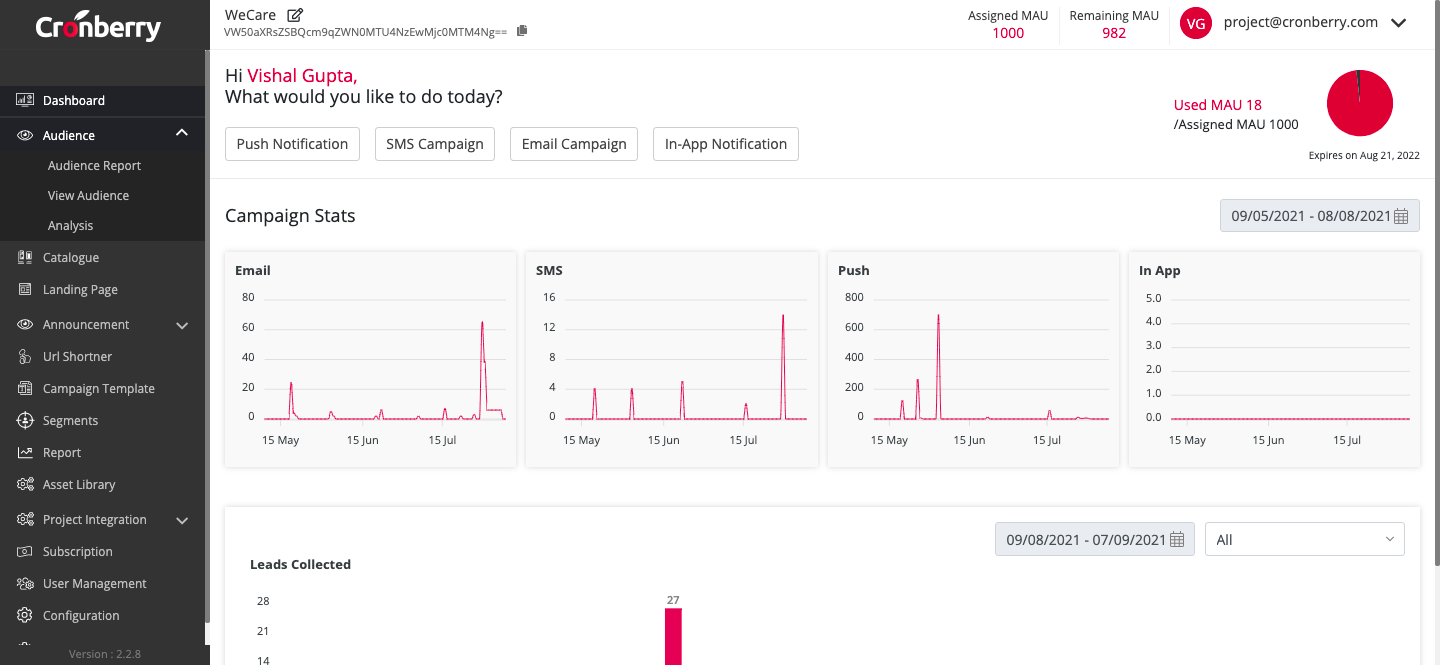 Cronberry
WeCare
VW50aXRsZSBQcm9qZWN0MTU4NzEwMjc0MTM4Ng==
Assigned MAU
1000
Remaining MAU
982
VG
project@cronberry.com
Dashboard
Audience
Audience Report
View Audience
Analysis
Catalogue
Landing Page
Announcement
Url Shortner
Campaign Template
Segments
Report
Asset Library
Project Integration
Subscription
User Management
Configuration
Version : 2.2.8
Hi Vishal Gupta,
What would you like to do today?
Push Notification
SMS Campaign
Email Campaign
In-App Notification
Used MAU 18
/Assigned MAU 1000
Expires on Aug 21, 2022
Campaign Stats
09/05/2021 - 08/08/2021
Email
80
60
40
20
0
15 May
15 Jun
15 Jul
SMS
16
12
8
4
0
15 May
15 Jun
15 Jul
Push
800
600
400
200
0
15 May
15 Jun
15 Jul
In App
5.0
4.0
3.0
2.0
1.0
0.0
15 May
15 Jun
15 Jul
09/08/2021 - 07/09/2021
All
Leads Collected
28
21
14
27